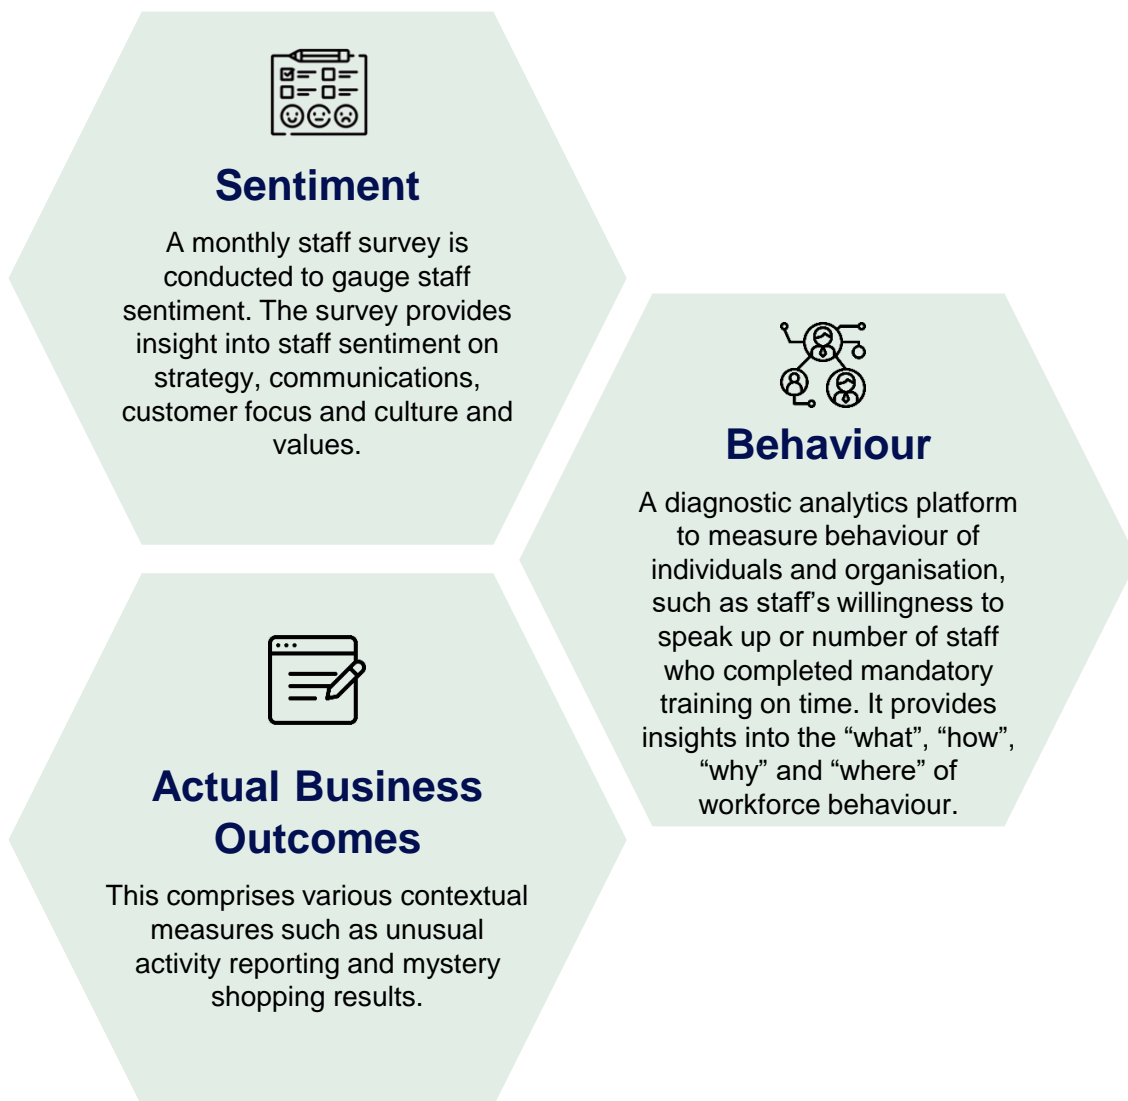 Sentiment
A monthly staff survey is
conducted to gauge staff
sentiment. The survey provides
insight into staff sentiment on
strategy, communications,
customer focus and culture and
values.
Behaviour
A diagnostic analytics platform
to measure behaviour of
individuals and organisation,
such as staff’s willingness to
speak up or number of staff
who completed mandatory
training on time. It provides
insights into the “what”, “how”,
“why” and “where” of
workforce behaviour.
Actual Business
Outcomes
This comprises various contextual
measures such as unusual
activity reporting and mystery
shopping results.